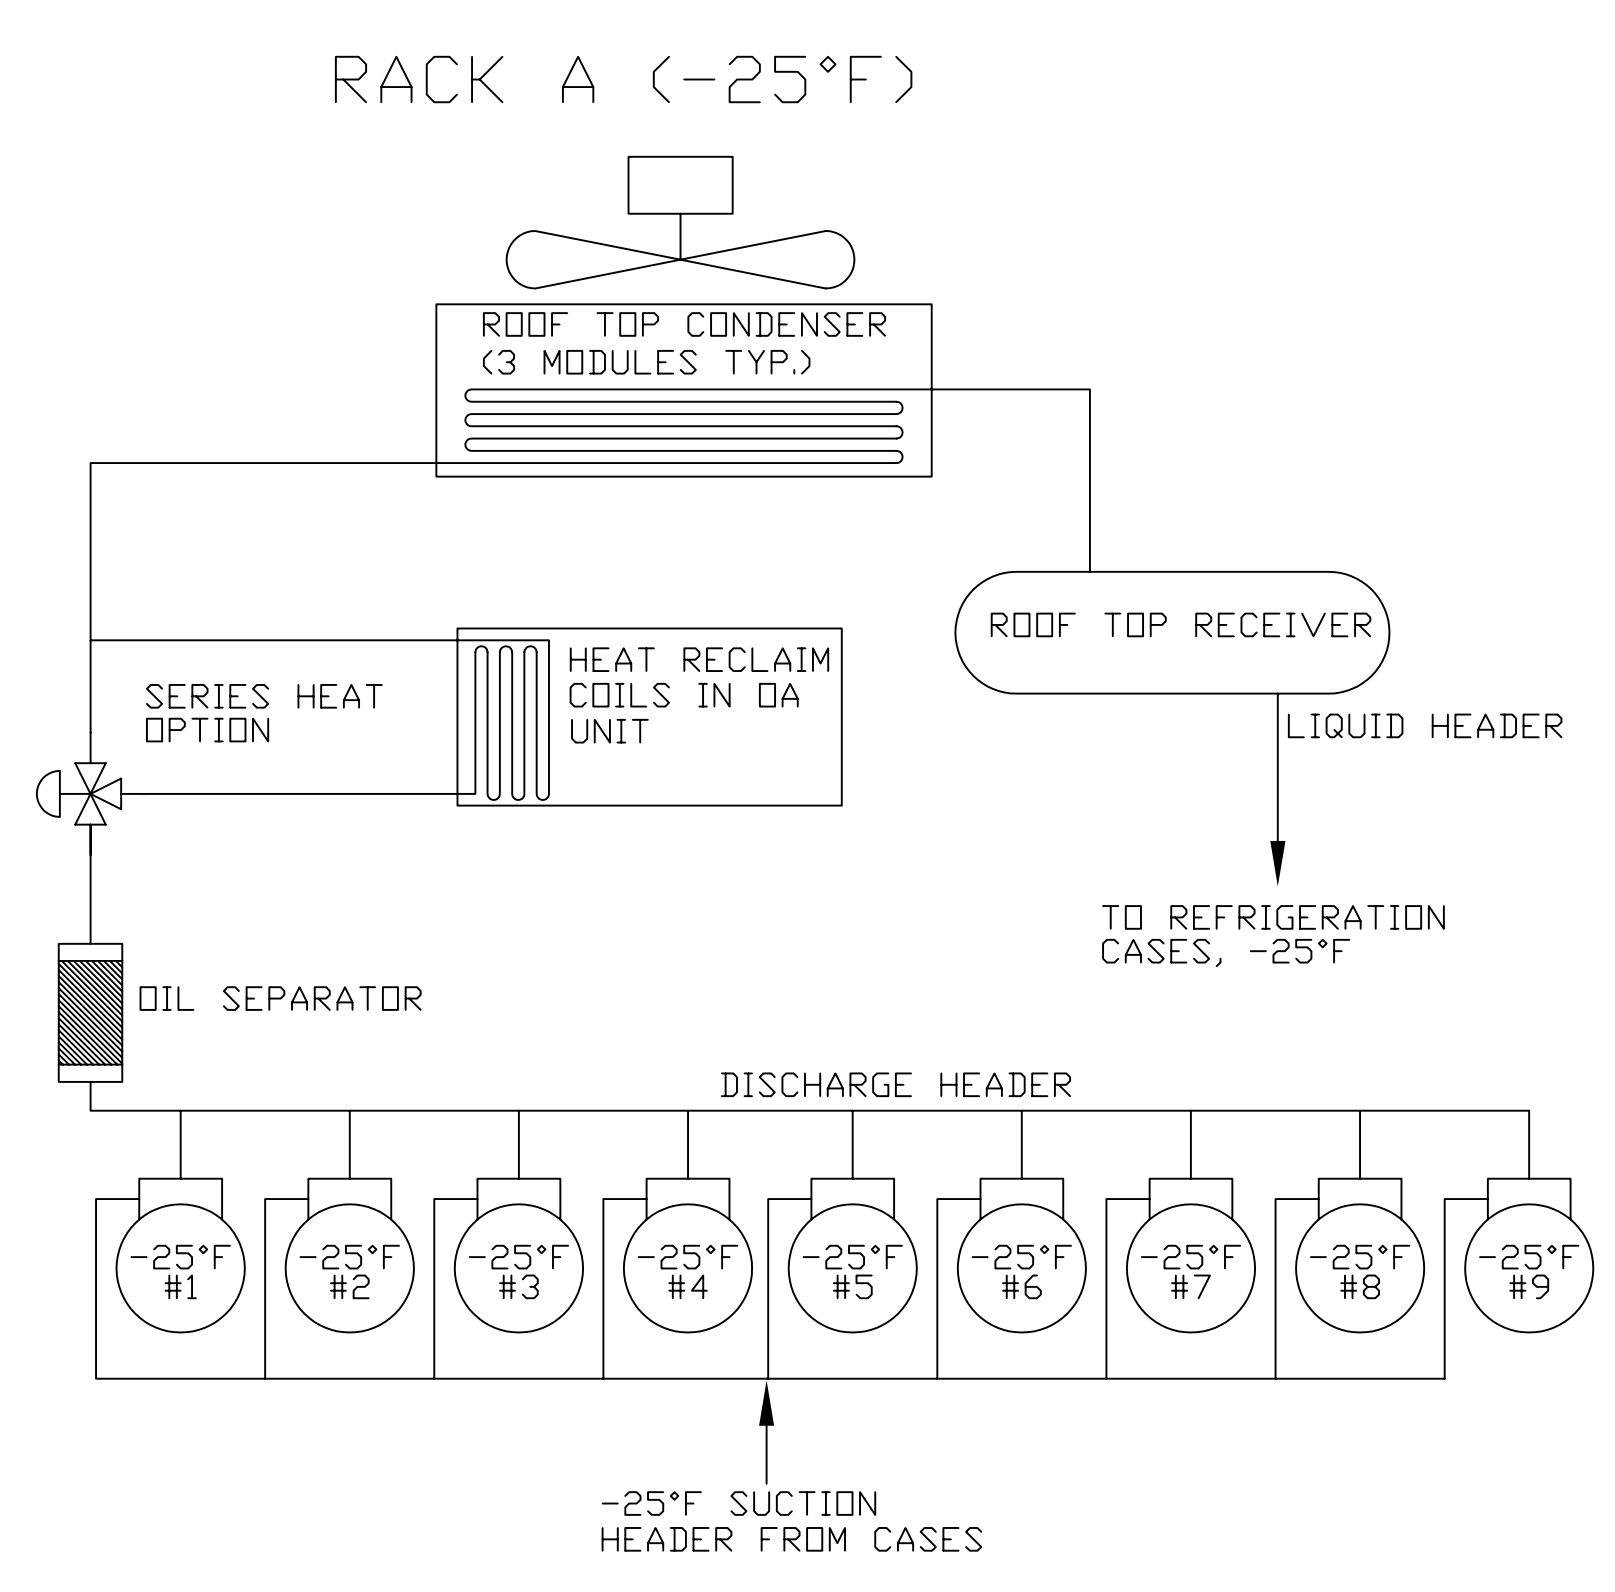 RACK A (-25°F)
ROOF TOP CONDENSER
(3 MODULES TYP.)
ROOF TOP RECEIVER
HEAT RECLAIM
COILS IN OA
UNIT
SERIES HEAT
OPTION
LIQUID HEADER
TO REFRIGERATION
CASES, -25°F
OIL SEPARATOR
DISCHARGE HEADER
-25°F
#1
-25°F
#2
-25°F
#3
-25°F
#4
-25°F
#5
-25°F
#6
-25°F
#7
-25°F
#8
-25°F
#9
-25°F SUCTION
HEADER FROM CASES